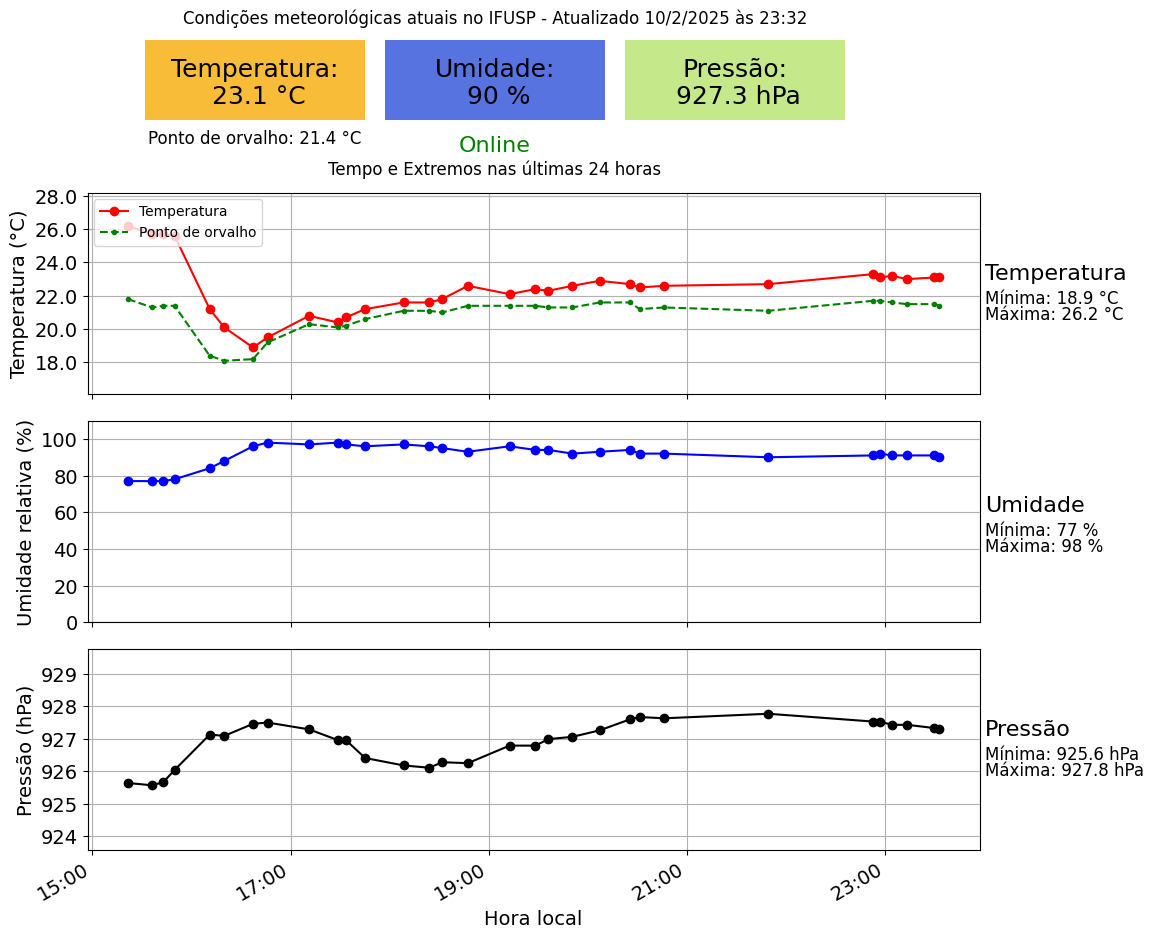 Condições meteorológicas atuais no IFUSP - Atualizado 10/2/2025 às 23:32
Temperatura:
23.1 °C
Umidade:
90 %
Pressão:
927.3 hPa
Ponto de orvalho: 21.4 °C
Online
Tempo e Extremos nas últimas 24 horas
Temperatura (°C)
28.0
26.0
24.0
22.0
20.0
18.0
Temperatura
Ponto de orvalho
Temperatura
Mínima: 18.9 °C
Máxima: 26.2 °C
Umidade relativa (%)
100
80
60
40
20
0
Umidade
Mínima: 77 %
Máxima: 98 %
Pressão (hPa)
929
928
927
926
925
924
Pressão
Mínima: 925.6 hPa
Máxima: 927.8 hPa
15:00
17:00
19:00
21:00
23:00
Hora local